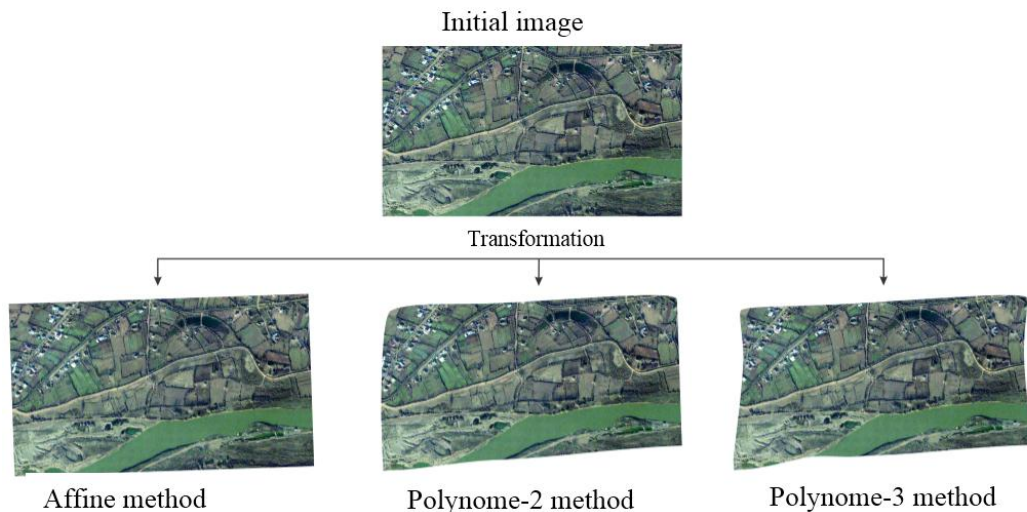 Initial image
Transformation
Affine method
Polynome-2 method
Polynome-3 method